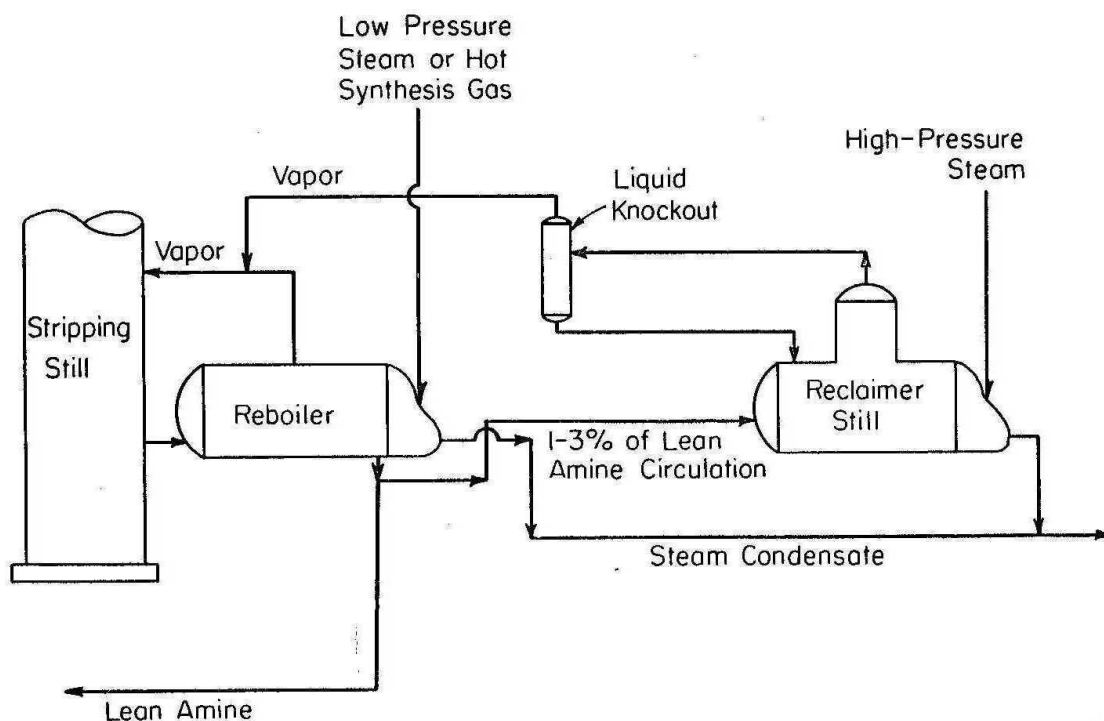 Low Pressure
Steam or Hot
Synthesis Gas
High-Pressure
Steam
Vapor
Liquid
Knockout
Vapor
Stripping
Still
Reboiler
Reclaimer
Still
1-3% of Lean
Amine Circulation
Steam Condensate
Lean Amine